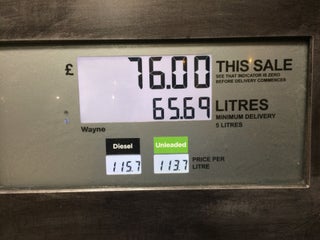 £ 76.00 THIS SALE
SEE THAT INDICATOR IS ZERO
BEFORE DELIVERY COMMENCES
65.69 LITRES
MINIMUM DELIVERY
5 LITRES
Wayne
Diesel Unleaded
115.7 113.7 PRICE PER
LITRE